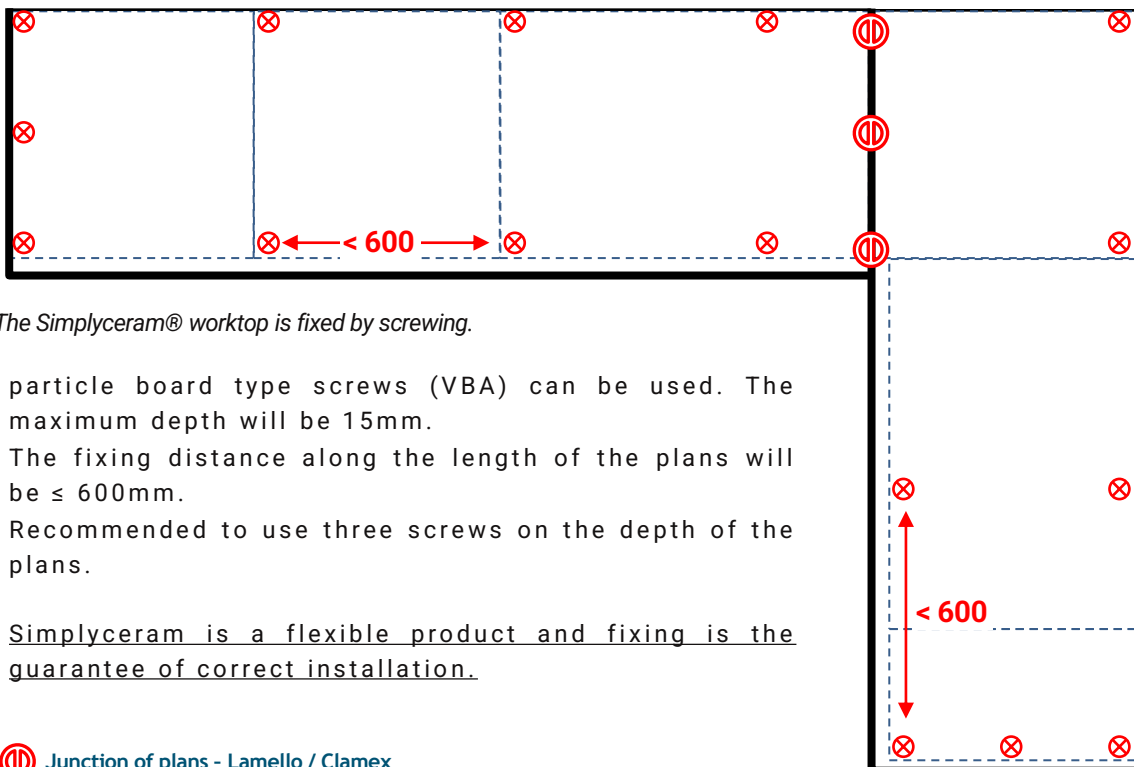 < 600
The Simplyceram® worktop is fixed by screwing.
particle board type screws (VBA) can be used. The
maximum depth will be 15mm.
The fixing distance along the length of the plans will
be ≤ 600mm.
Recommended to use three screws on the depth of the
plans.
< 600
Simplyceram is a flexible product and fixing is the
guarantee of correct installation.
Junction of plans - Lamello / Clamex